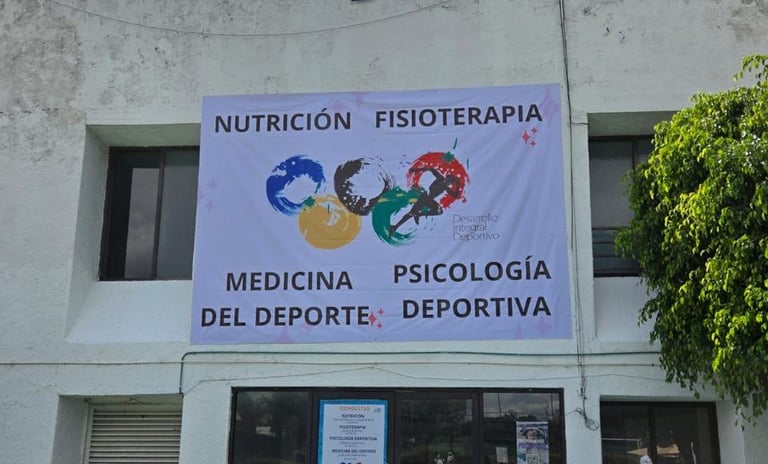 NUTRICIÓN FISIOTERAPIA
Desarrollo
Integral
Deportivo
MEDICINA
DEL DEPORTE
PSICOLOGÍA
DEPORTIVA
CONSULTAS
NUTRICIÓN
FISIOTERAPIA
PSICOLOGÍA DEPORTIVA
MEDICINA DEL DEPORTE